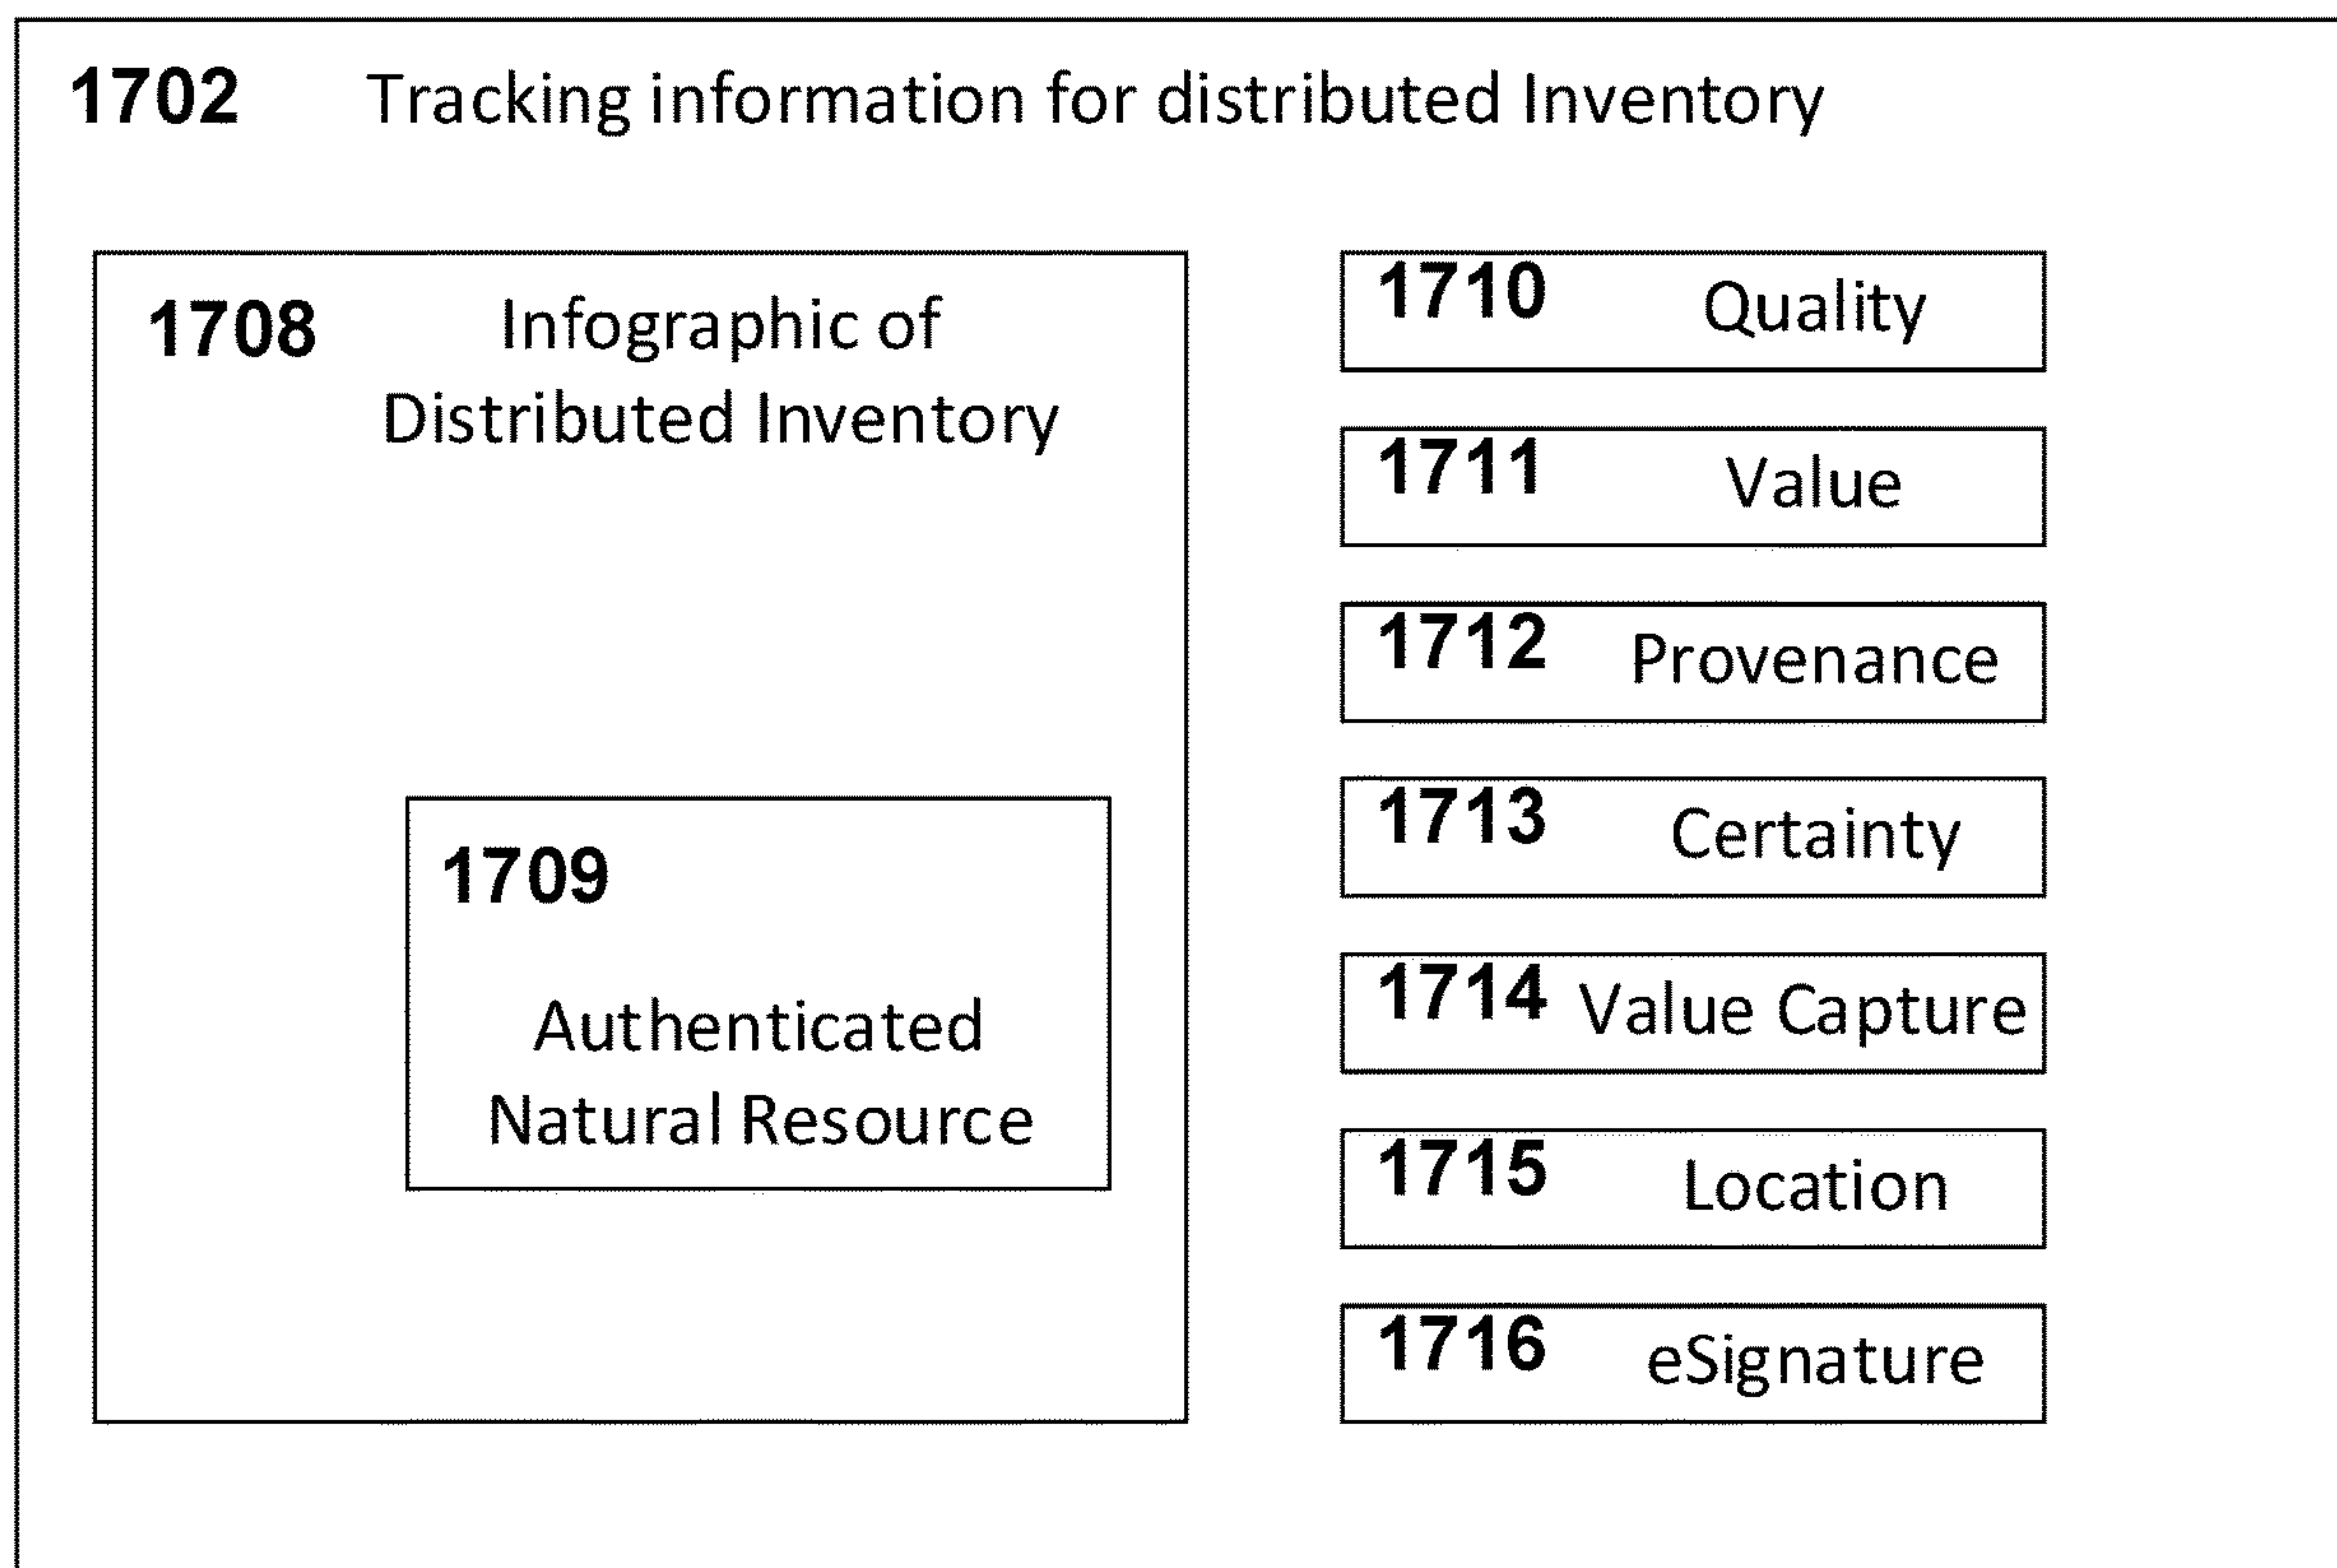 1702 Tracking information for distributed Inventory
1708 Infographic of
Distributed Inventory
1709
Authenticated
Natural Resource
1710 Quality
1711 Value
1712 Provenance
1713 Certainty
1714 Value Capture
1715 Location
1716 eSignature